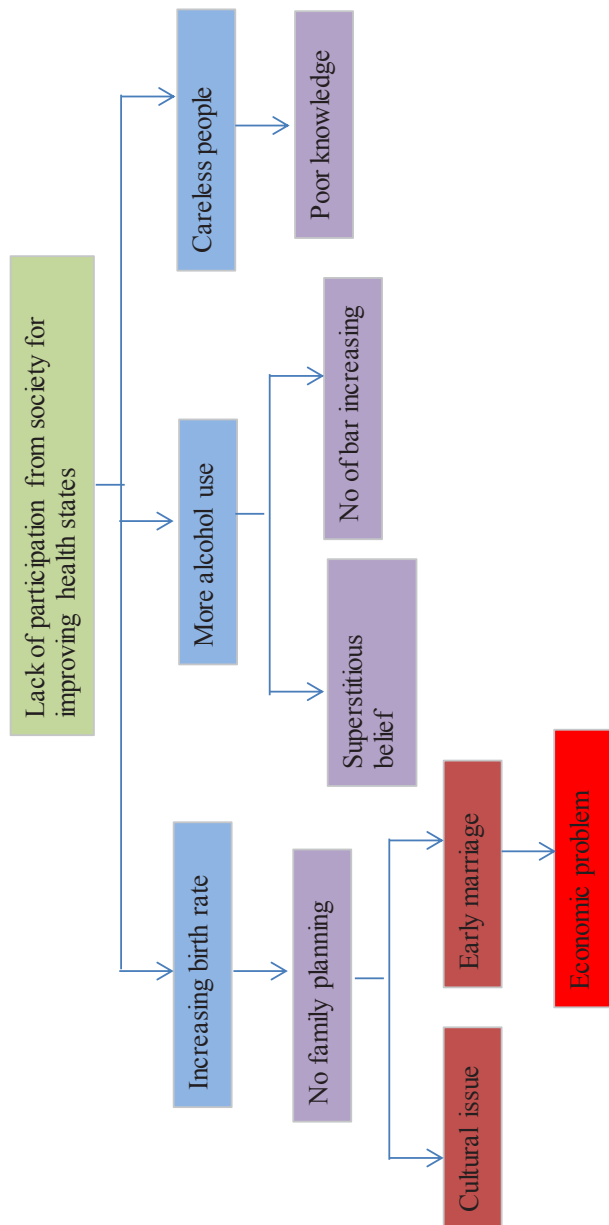 Lack of participation from society for
improving health states
Increasing birth rate
More alcohol use
Careless people
No family planning
Superstitious
belief
No of bar increasing
Poor knowledge
Cultural issue
Early marriage
Economic problem